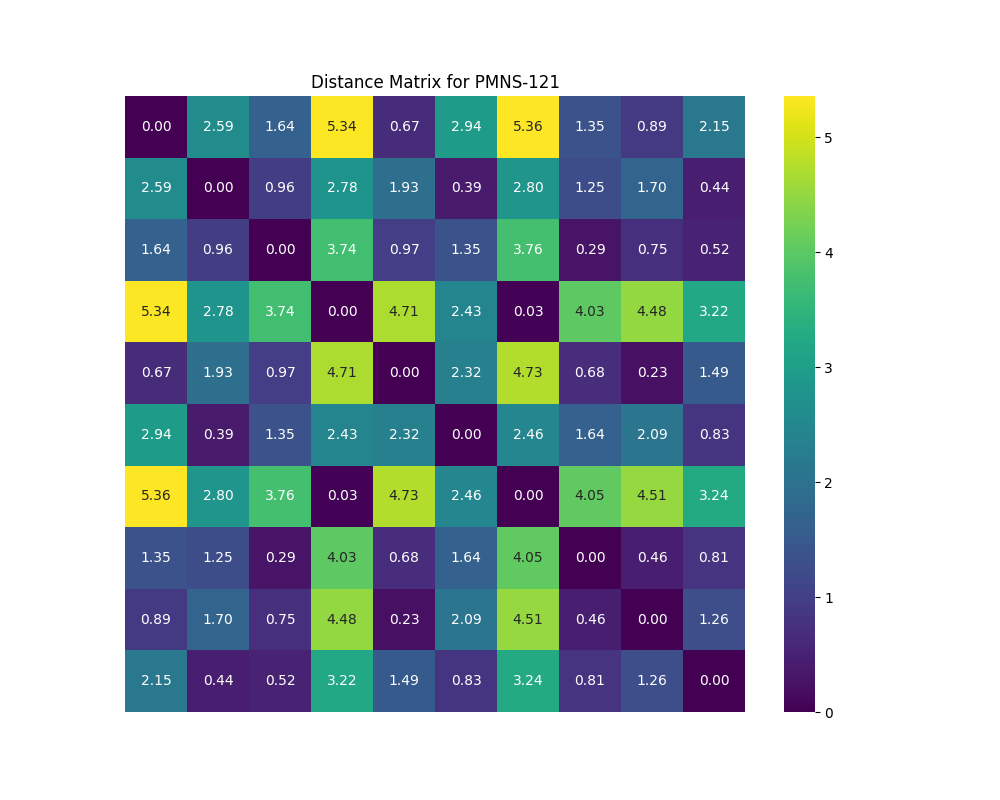 Distance Matrix for PMNS-121
0.00 2.59 1.64 5.34 0.67 2.94 5.36 1.35 0.89 2.15
2.59 0.00 0.96 2.78 1.93 0.39 2.80 1.25 1.70 0.44
1.64 0.96 0.00 3.74 0.97 1.35 3.76 0.29 0.75 0.52
5.34 2.78 3.74 0.00 4.71 2.43 0.03 4.03 4.48 3.22
0.67 1.93 0.97 4.71 0.00 2.32 4.73 0.68 0.23 1.49
2.94 0.39 1.35 2.43 2.32 0.00 2.46 1.64 2.09 0.83
5.36 2.80 3.76 0.03 4.73 2.46 0.00 4.05 4.51 3.24
1.35 1.25 0.29 4.03 0.68 1.64 4.05 0.00 0.46 0.81
0.89 1.70 0.75 4.48 0.23 2.09 4.51 0.46 0.00 1.26
2.15 0.44 0.52 3.22 1.49 0.83 3.24 0.81 1.26 0.00
5
4
3
2
1
0